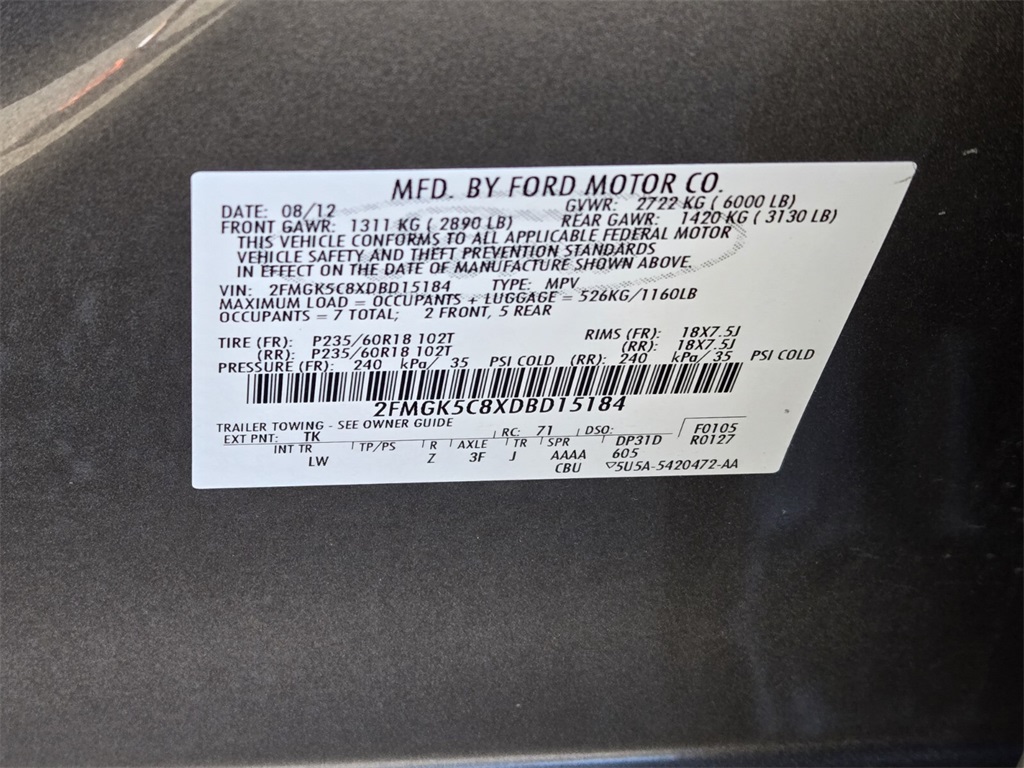 MFD. BY FORD MOTOR CO.
DATE: 08/12 GVWR: 2722 KG ( 6000 LB)
FRONT GAWR: 1311 KG ( 2890 LB) REAR GAWR: 1420 KG ( 3130 LB)
THIS VEHICLE CONFORMS TO ALL APPLICABLE FEDERAL MOTOR
VEHICLE SAFETY AND THEFT PREVENTION STANDARDS
IN EFFECT ON THE DATE OF MANUFACTURE SHOWN ABOVE.
VIN: 2FMGK5C8XDBD15184 TYPE: MPV
MAXIMUM LOAD = OCCUPANTS + LUGGAGE = 526KG/1160LB
OCCUPANTS = 7 TOTAL; 2 FRONT, 5 REAR
TIRE (FR): P235/60R18 102T RIMS (FR): 18X7.5J
(RR): P235/60R18 102T (RR): 18X7.5J
PRESSURE (FR): 240 kPa/ 35 PSI COLD (RR): 240 kPa/ 35 PSI COLD
2FMGK5C8XDBD15184
TRAILER TOWING - SEE OWNER GUIDE
EXT PNT: TK RC: 71 DSO: F0105
INT TR TP/PS R AXLE TR SPR DP31D R0127
LW Z 3F J AAAA 605
CBU ▽5U5A-5420472-AA